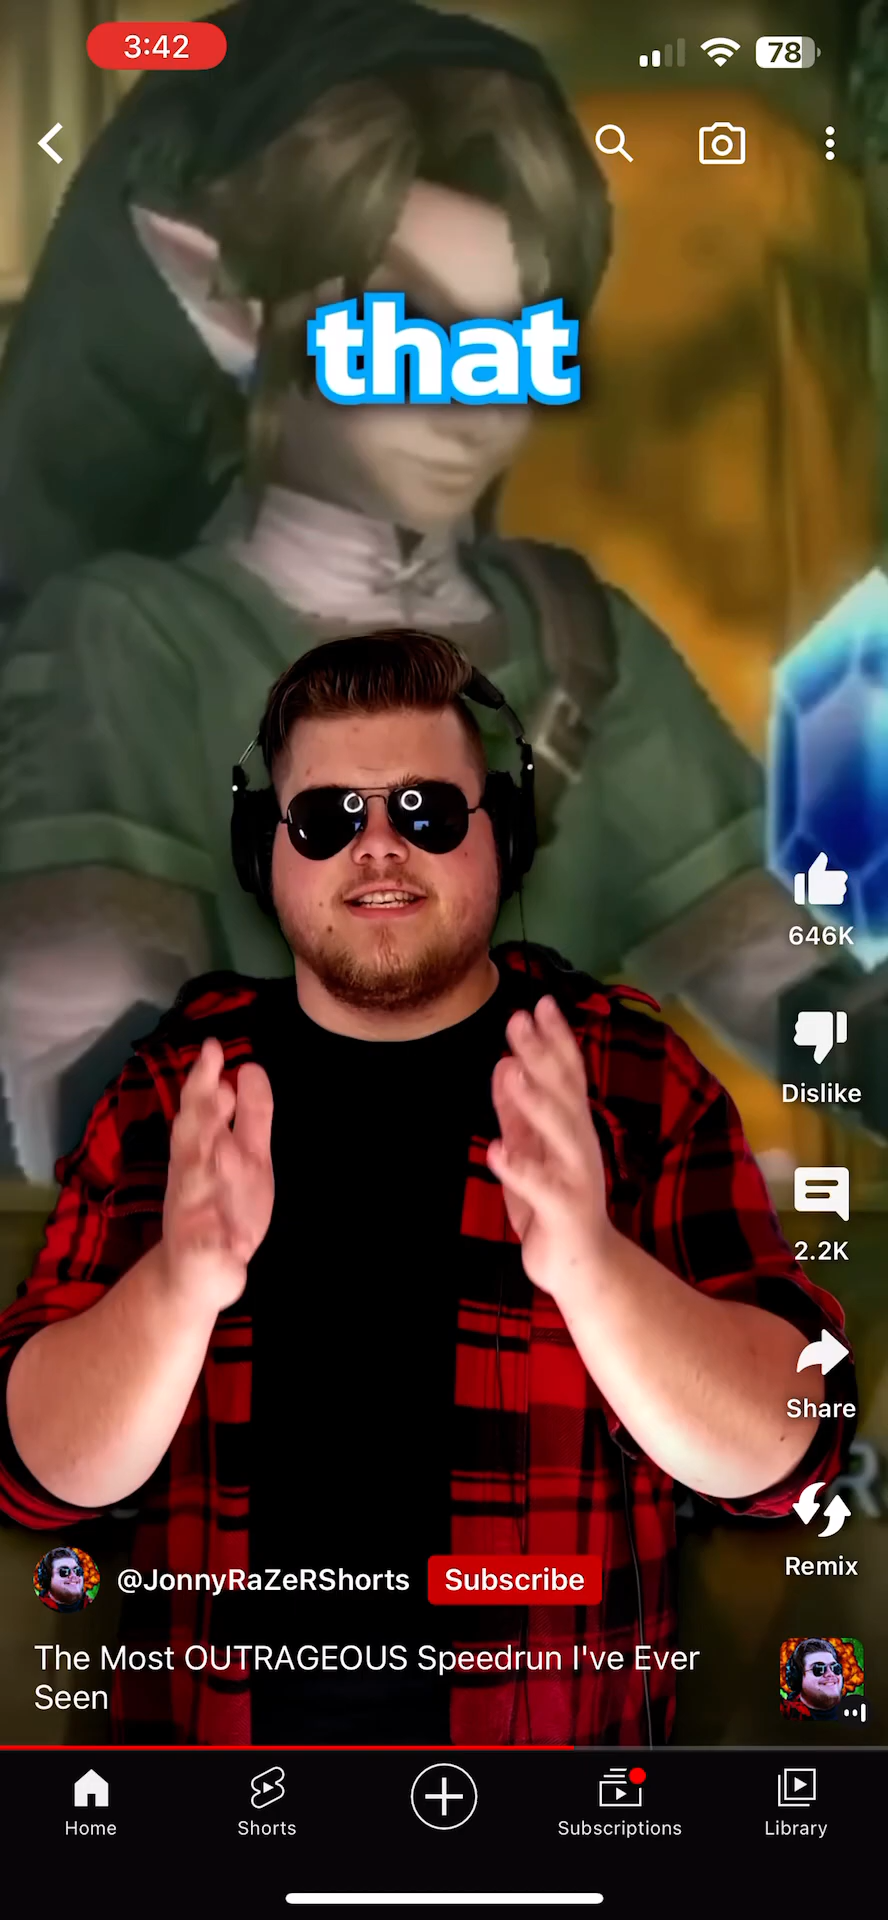 3:42
78
that
646K
Dislike
2.2K
Share
Remix
@JonnyRaZeRShorts
Subscribe
The Most OUTRAGEOUS Speedrun I've Ever
Seen
Home
Shorts
Subscriptions
Library